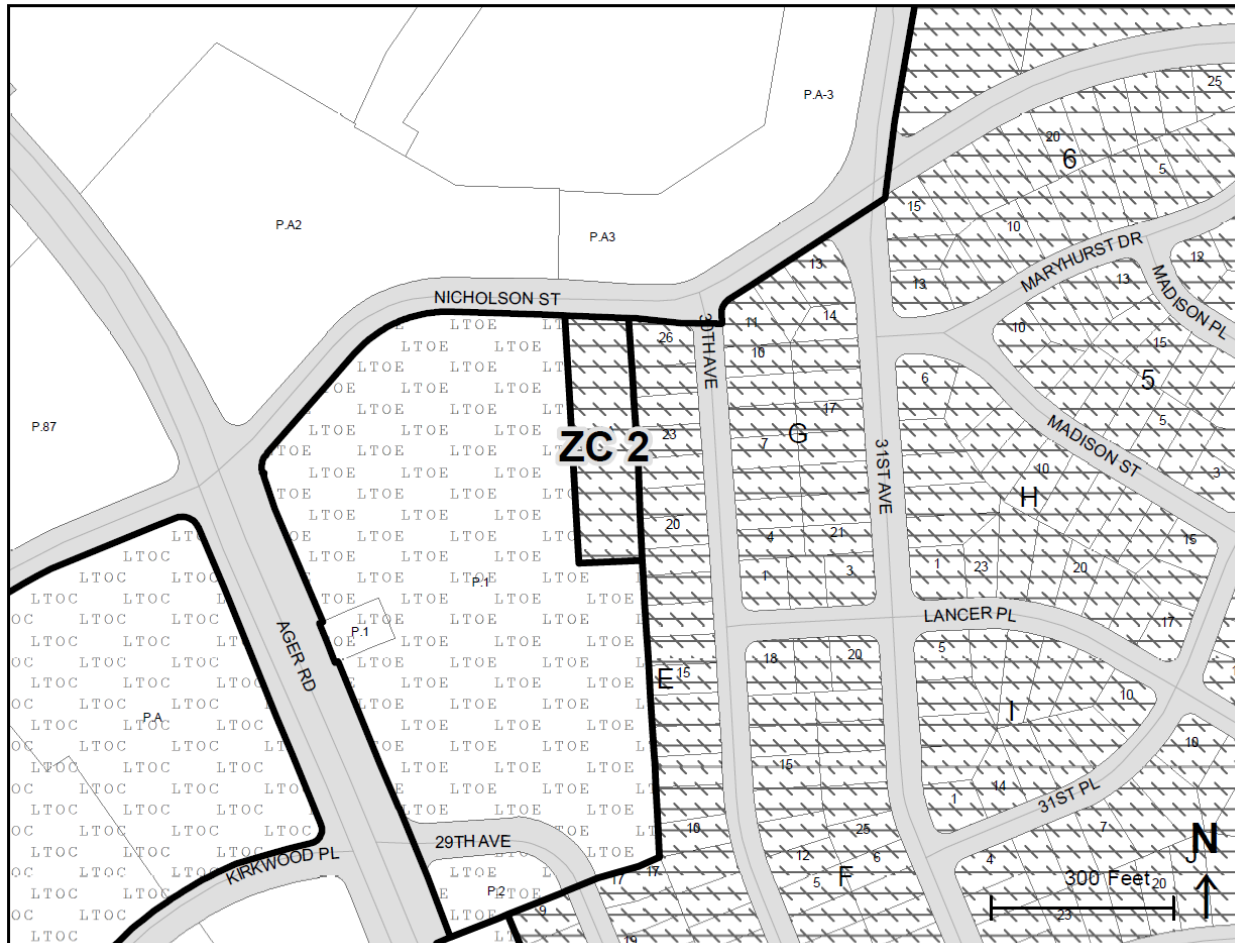 P.A-3
25
20
6
5
15
P.A2
P.A3
10
MARYHURST DR
12
13
13
13
MADISON PL
NICHOLSON ST
LTOE
14
30TH AVE
11
26
10
10
15
6
5
P.87
17
5
ZC 2
23
7
G
31ST AVE
MADISON ST
10
H
3
20
4
21
15
1
3
1
23
20
P.1
LANCER PL
17
P.1
AGER RD
18
20
5
E 15
10
I
P.A
LTOC
10
15
14
1
31ST PL
29TH AVE
10
25
7
KIRKWOOD PL
12
6
4
N
J
17
17
5
F
300 Feet
20
P.2
9
23
19